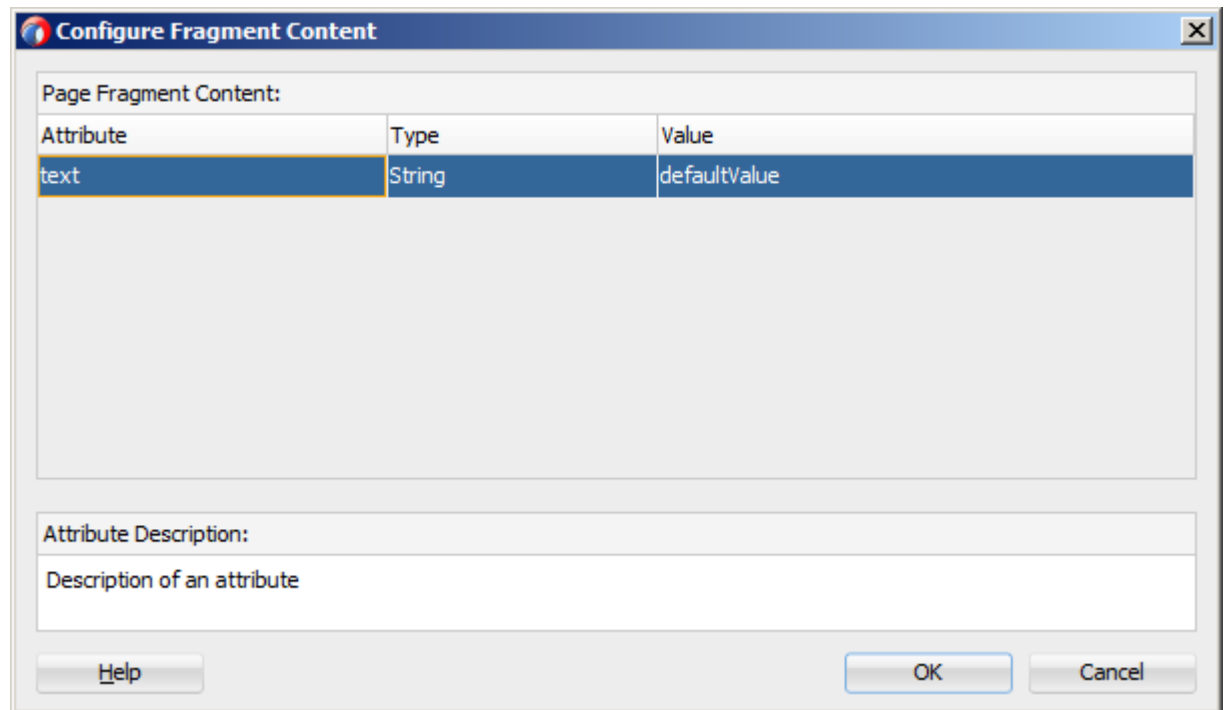 Configure Fragment Content
Page Fragment Content:
Attribute Type Value
text String defaultValue
Attribute Description:
Description of an attribute
Help OK Cancel